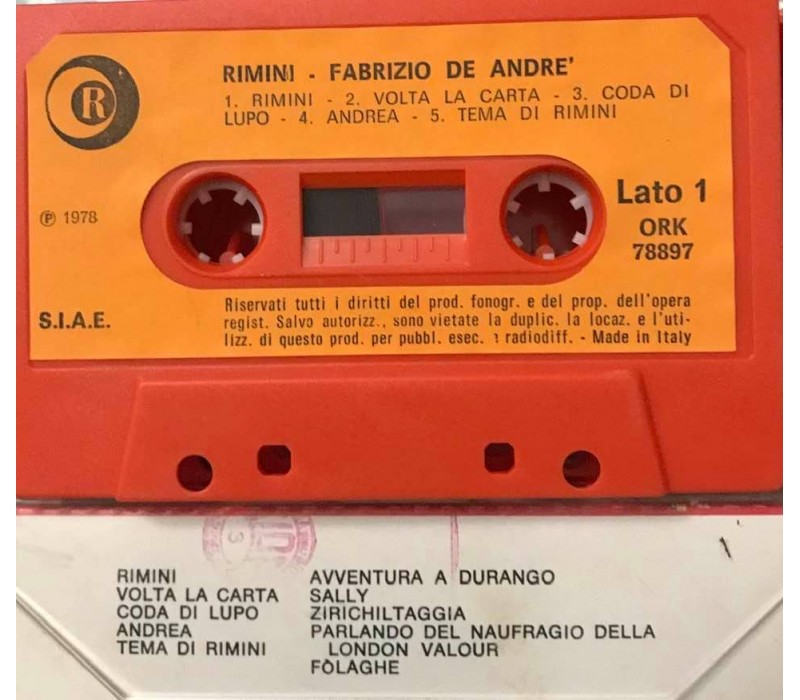 R
RIMINI - FABRIZIO DE ANDRE'
1. RIMINI - 2. VOLTA LA CARTA - 3. CODA DI
LUPO - 4. ANDREA - 5. TEMA DI RIMINI
Lato 1
ORK
78897
Ⓟ 1978
S.I.A.E.
Riservati tutti i diritti del prod. fonogr. e del prop. dell'opera
regist. Salvo autorizz., sono vietate la duplic. la locaz. e l'uti-
lizz. di questo prod. per pubbl. esec. radiodiff. - Made in Italy
RIMINI
VOLTA LA CARTA
CODA DI LUPO
ANDREA
TEMA DI RIMINI
AVVENTURA A DURANGO
SALLY
ZIRICHILTAGGIA
PARLANDO DEL NAUFRAGIO DELLA
LONDON VALOUR
FÒLAGHE